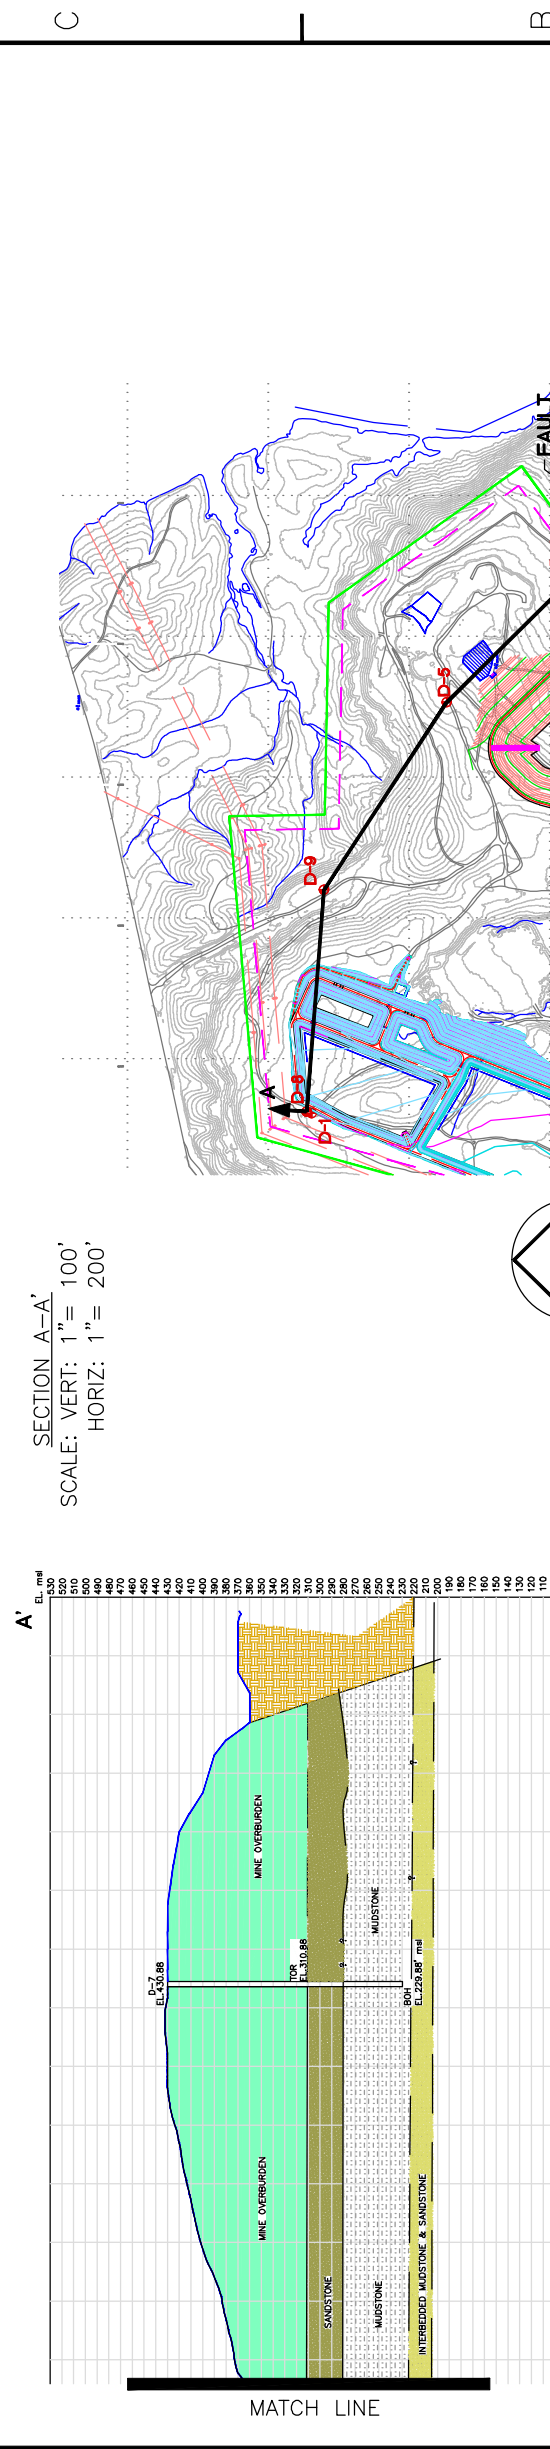 C
B
FAULT
D-5
D-9
A
D-8
D-1
SECTION A-A'
SCALE: VERT: 1"= 100'
HORIZ: 1"= 200'
A'
EL. msl
530
520
510
500
490
480
470
460
450
440
430
420
410
400
390
380
370
360
350
340
330
320
310
300
290
280
270
260
250
240
230
220
210
200
190
180
170
160
150
140
130
120
110
D-7
EL.430.88
MINE OVERBURDEN
TOR
EL.310.88
?
?
MUDSTONE
?
?
BOH
EL.229.88' msl
MINE OVERBURDEN
SANDSTONE
MUDSTONE
INTERBEDDED MUDSTONE & SANDSTONE
MATCH LINE